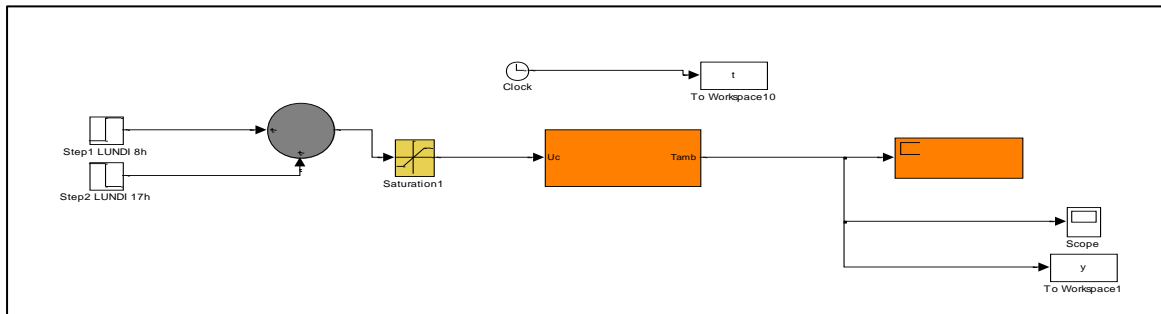 Clock
t
To Workspace10
Step1 LUNDI 8h
Step2 LUNDI 17h
Saturation1
Uc
Tamb
Scope
y
To Workspace1